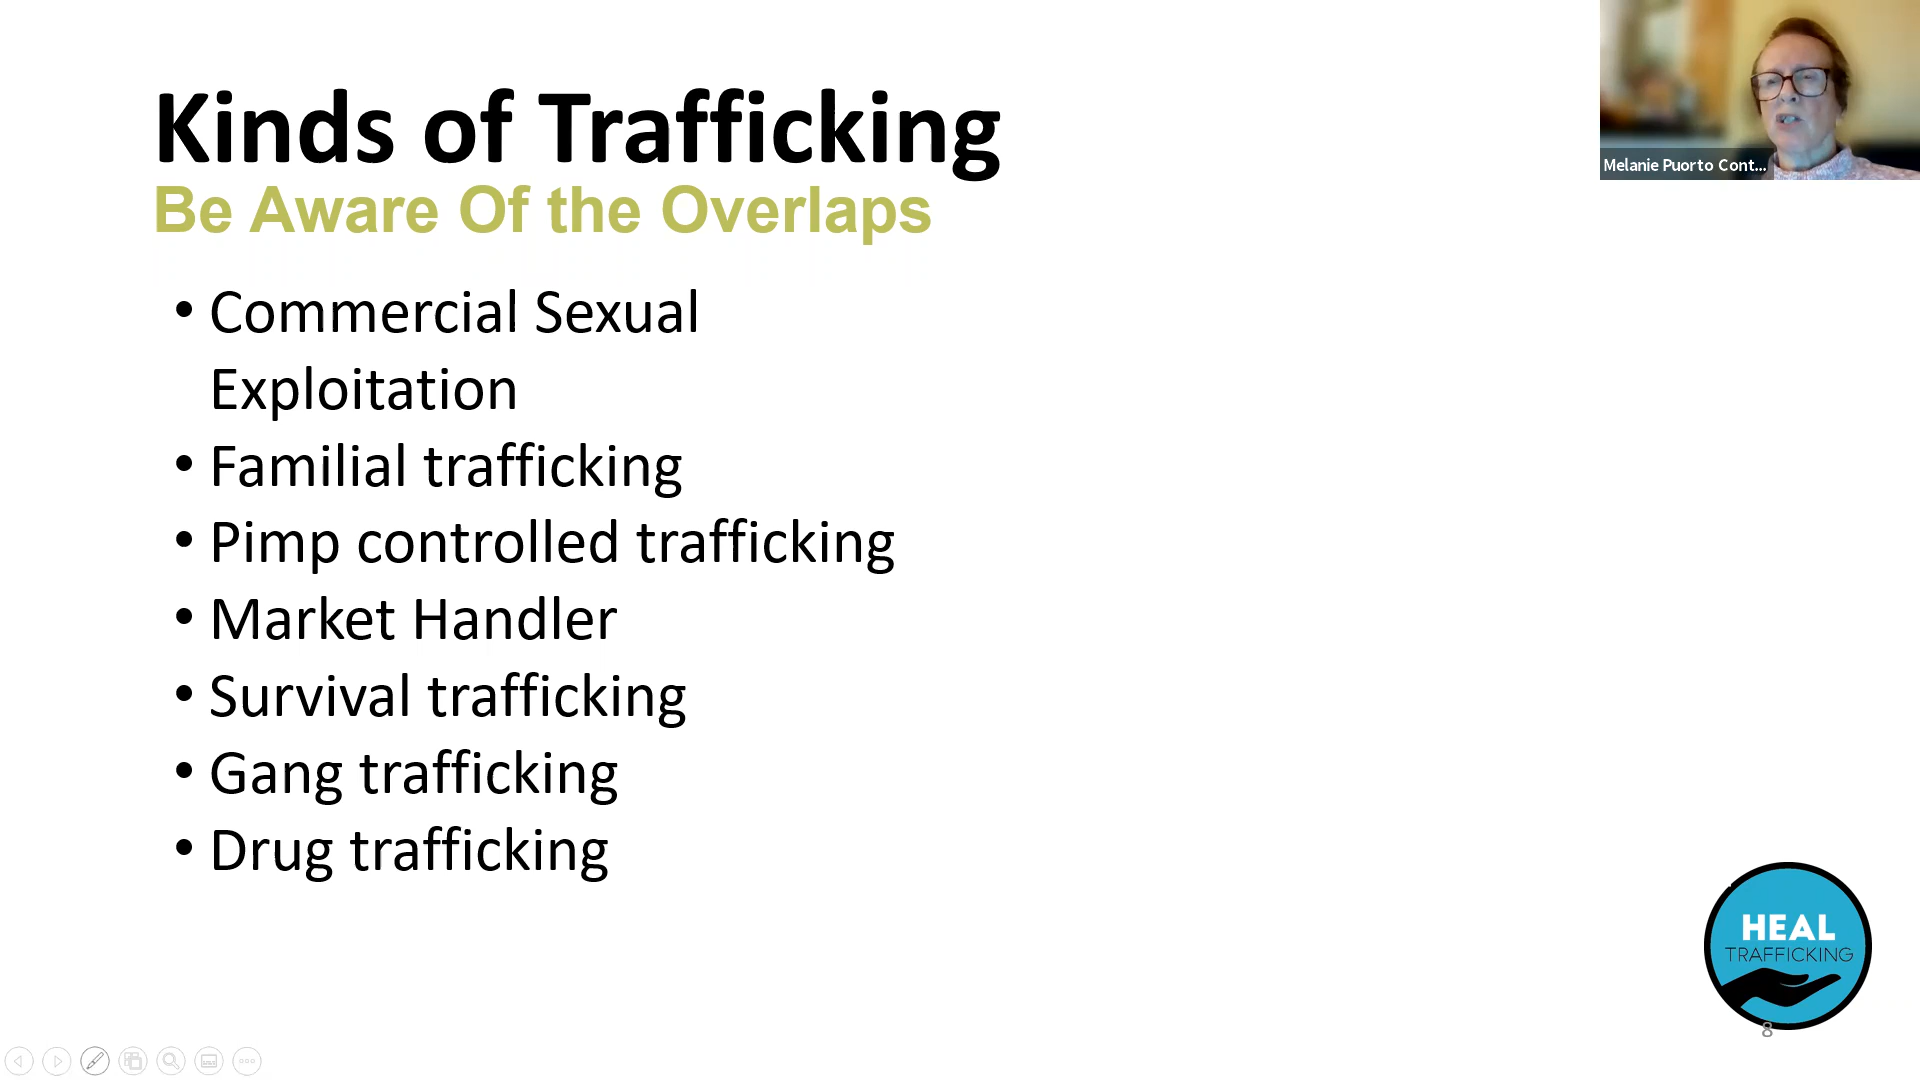 Kinds of Trafficking
Be Aware Of the Overlaps
• Commercial Sexual
Exploitation
• Familial trafficking
• Pimp controlled trafficking
• Market Handler
• Survival trafficking
• Gang trafficking
• Drug trafficking
Melanie Puorto Cont...
HEAL
TRAFFICKING
8